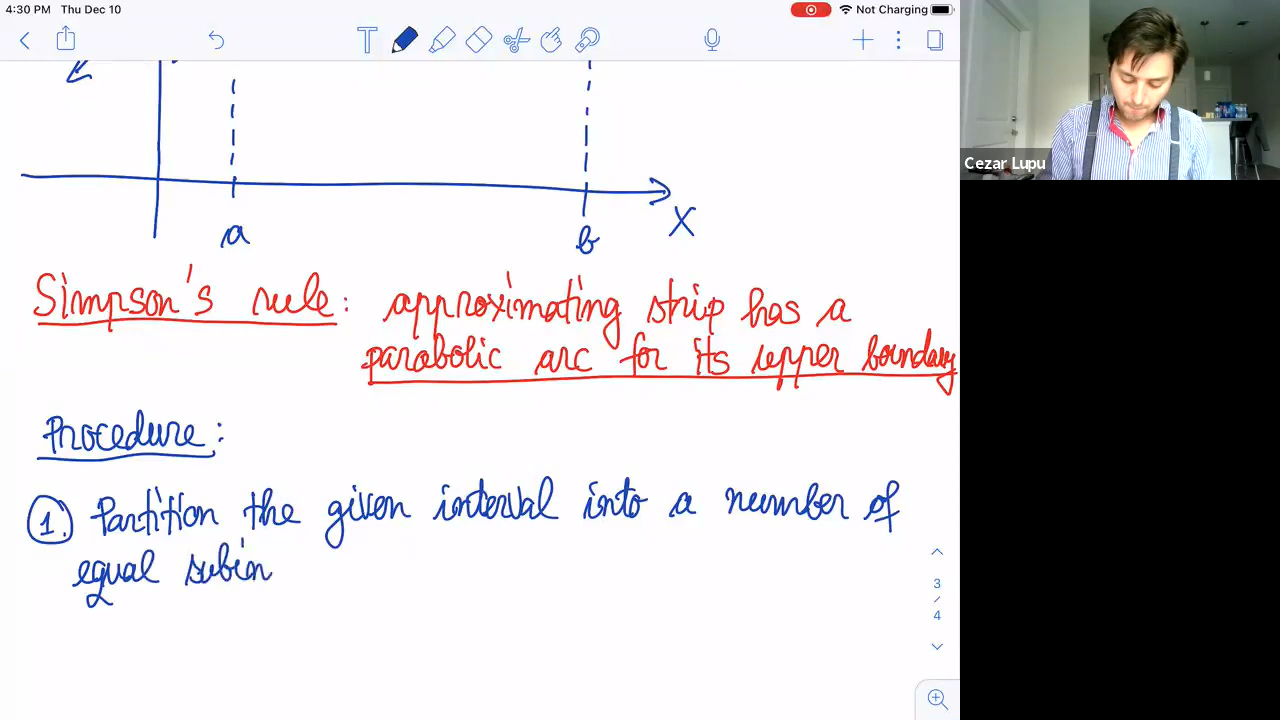 4:30 PM Thu Dec 10
Not Charging
T
a
b
X
Simpson's rule: approximating strip has a
parabolic arc for its upper boundary
Procedure:
1. Partition the given interval into a number of
equal subin
3
/
4
Cezar Lupu